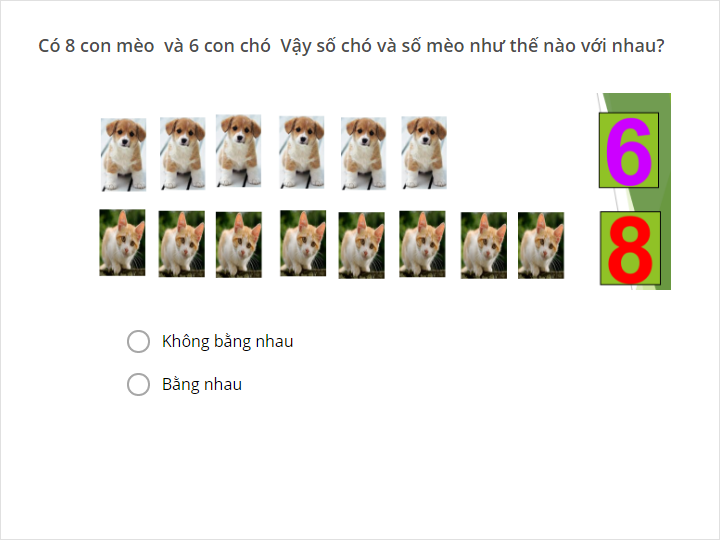 Có 8 con mèo  và 6 con chó  Vậy số chó và số mèo như thế nào với nhau?
6
8
Không bằng nhau
Bằng nhau